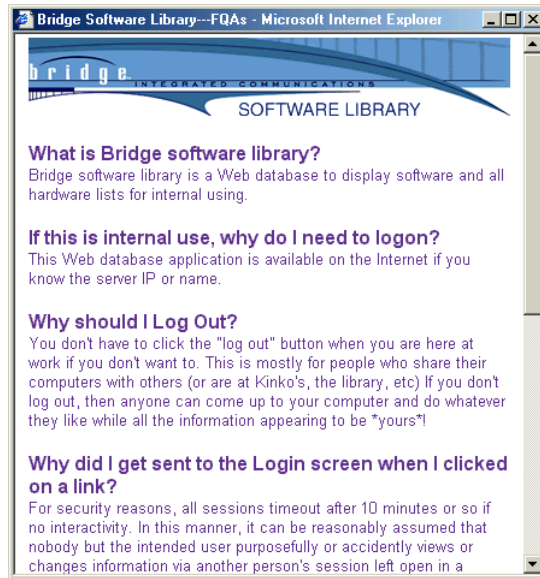 Bridge Software Library---FQAs - Microsoft Internet Explorer
bridge
INTEGRATED COMMUNICATIONS
SOFTWARE LIBRARY
What is Bridge software library?
Bridge software library is a Web database to display software and all
hardware lists for internal using.
If this is internal use, why do I need to logon?
This Web database application is available on the Internet if you
know the server IP or name.
Why should I Log Out?
You don't have to click the "log out" button when you are here at
work if you don't want to. This is mostly for people who share their
computers with others (or are at Kinko's, the library, etc) If you don't
log out, then anyone can come up to your computer and do whatever
they like while all the information appearing to be *yours*!
Why did I get sent to the Login screen when I clicked
on a link?
For security reasons, all sessions timeout after 10 minutes or so if
no interactivity. In this manner, it can be reasonably assumed that
nobody but the intended user purposefully or accidently views or
changes information via another person's session left open in a